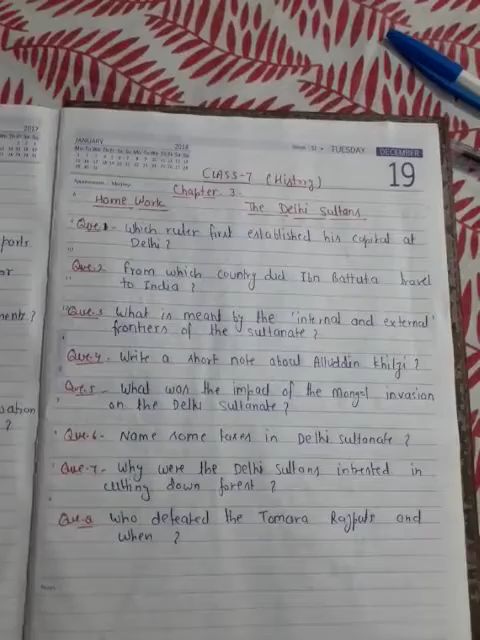 2017
JANUARY 2018
TUESDAY
DECEMBER
19
CLASS-7 (History)
Chapter 3.
Home Work
The Delhi Sultans
Que 1- Which ruler first established his capital at
Delhi?
Que.2. From which country did Ibn Battuta travel
to India?
Que.3 What is meant by the 'internal and external'
frontiers of the sultanate?
Que.4. Write a short note about Alluddin Khilji?
Que.5- What was the impact of the Mongol invasion
on the Delhi Sultanate?
Que.6- Name some taxes in Delhi sultanate?
Que.7- Why were the Delhi sultans intrested in
cutting down forest?
Que.8 Who defeated the Tomara Rajputs and
when?
Notes